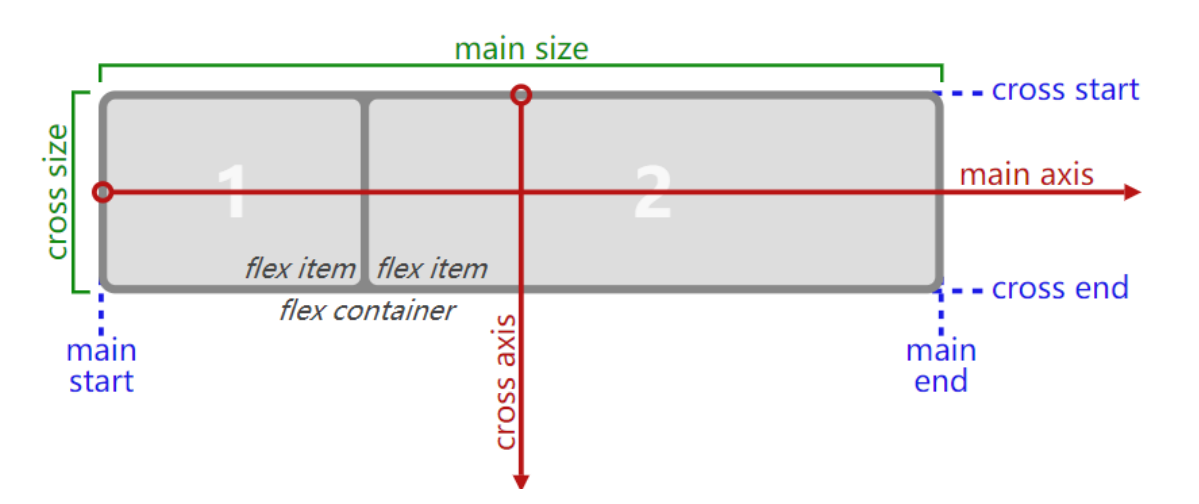 main size
cross start
cross size
1
2
main axis
flex item
flex item
cross end
flex container
cross axis
main
start
main
end